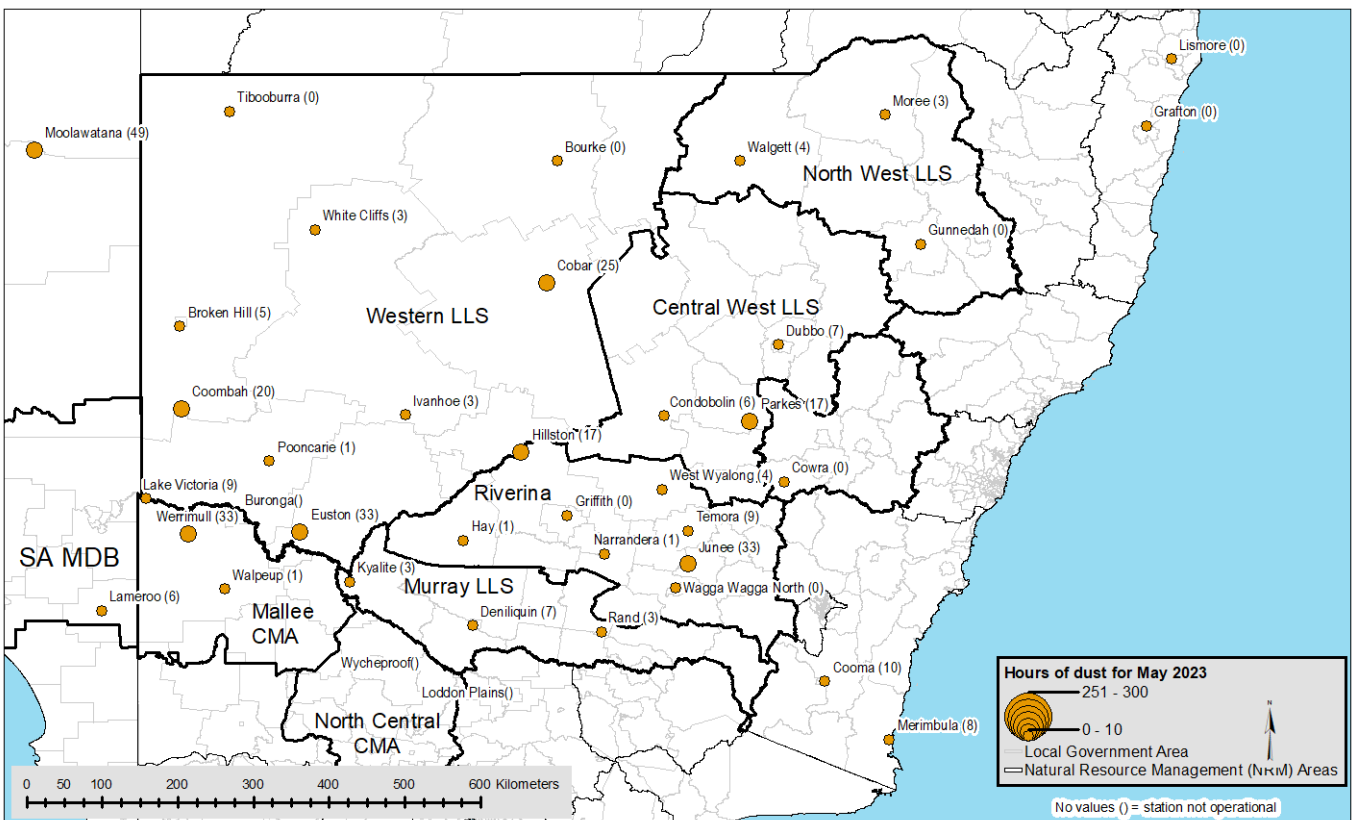 Lismore (0)
Tibooburra (0)
Moree (3)
Grafton (0)
Moolawatana (49)
Bourke (0)
Walgett (4)
North West LLS
White Cliffs (3)
Gunnedah (0)
Cobar (25)
Central West LLS
Broken Hill (5)
Western LLS
Dubbo (7)
Coombah (20)
Ivanhoe (3)
Condobolin (6)
Parkes (17)
Hillston (17)
Pooncarie (1)
Cowra (0)
West Wyalong (4)
Lake Victoria (9)
Riverina
Buronga()
Griffith (0)
Werrimull (33)
Euston (33)
Temora (9)
Hay (1)
Narrandera (1)
Junee (33)
SA MDB
Kyalite (3)
Walpeup (1)
Murray LLS
Wagga Wagga North (0)
Lameroo (6)
Mallee
CMA
Deniliquin (7)
Rand (3)
Wycheproof()
Cooma (10)
Loddon Plains()
North Central
CMA
Merimbula (8)
Hours of dust for May 2023
251 - 300
0 - 10
N
Local Government Area
Natural Resource Management (NRM) Areas
0 50 100 200 300 400 500 600 Kilometers
No values () = station not operational